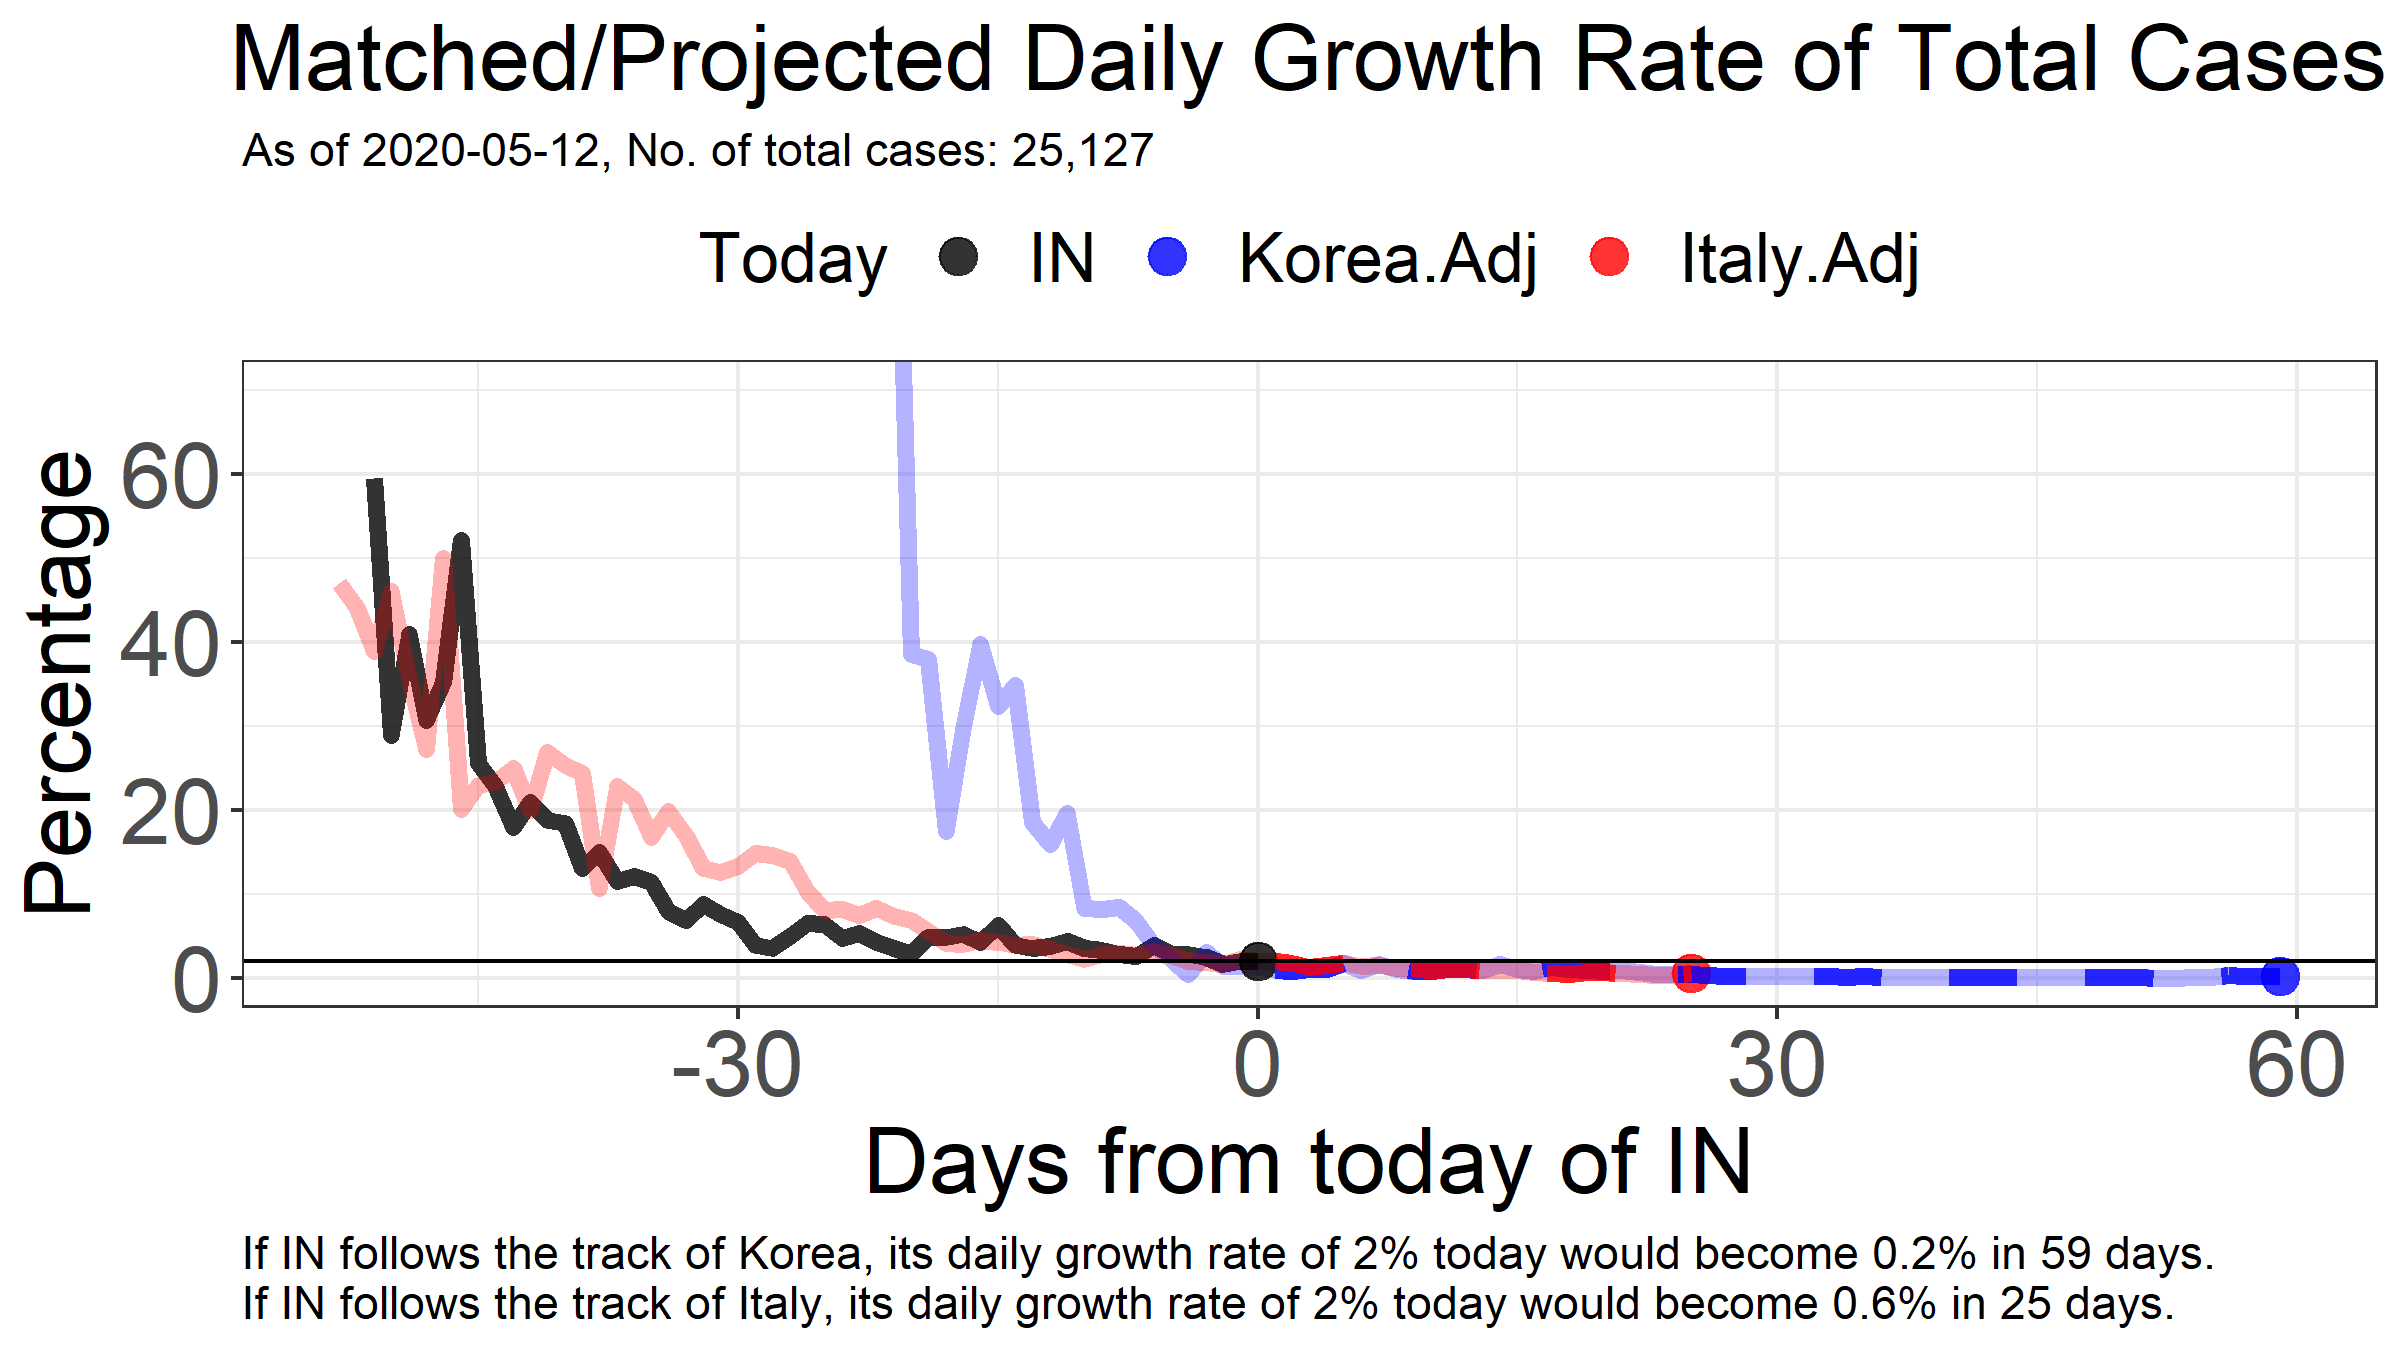 Matched/Projected Daily Growth Rate of Total Cases
As of 2020-05-12, No. of total cases: 25,127
Today IN Korea.Adj Italy.Adj
Percentage
60
40
20
0
-30 0 30 60
Days from today of IN
If IN follows the track of Korea, its daily growth rate of 2% today would become 0.2% in 59 days.
If IN follows the track of Italy, its daily growth rate of 2% today would become 0.6% in 25 days.